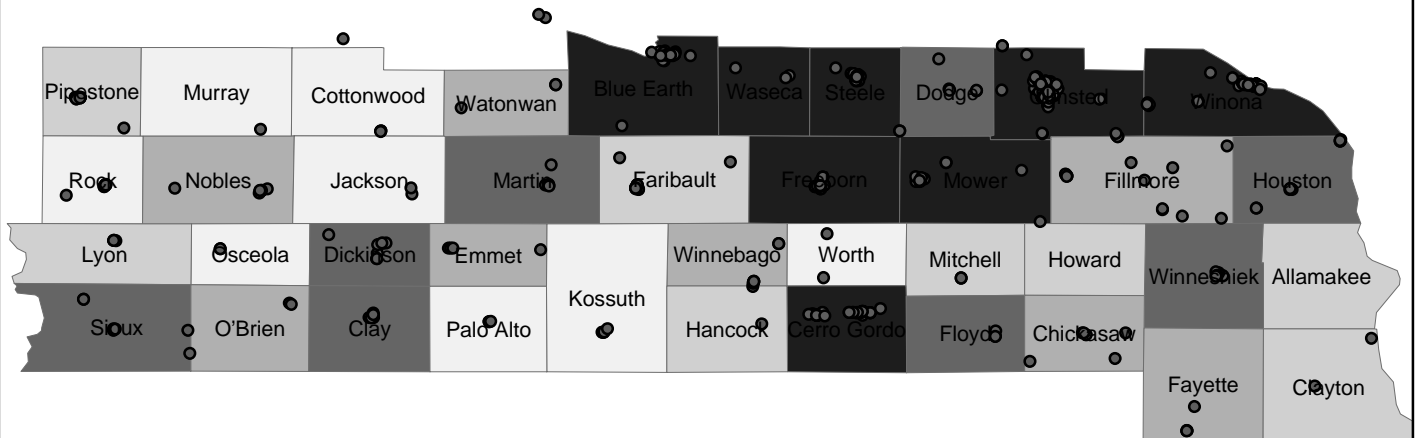 Pipestone
Murray
Cottonwood
Watonwan
Blue Earth
Waseca
Steele
Dodge
Olmsted
Winona
Rock
Nobles
Jackson
Martin
Faribault
Freeborn
Mower
Fillmore
Houston
Lyon
Osceola
Dickinson
Emmet
Kossuth
Winnebago
Worth
Mitchell
Howard
Winneshiek
Allamakee
Sioux
O'Brien
Clay
Palo Alto
Hancock
Cerro Gordo
Floyd
Chickasaw
Fayette
Clayton